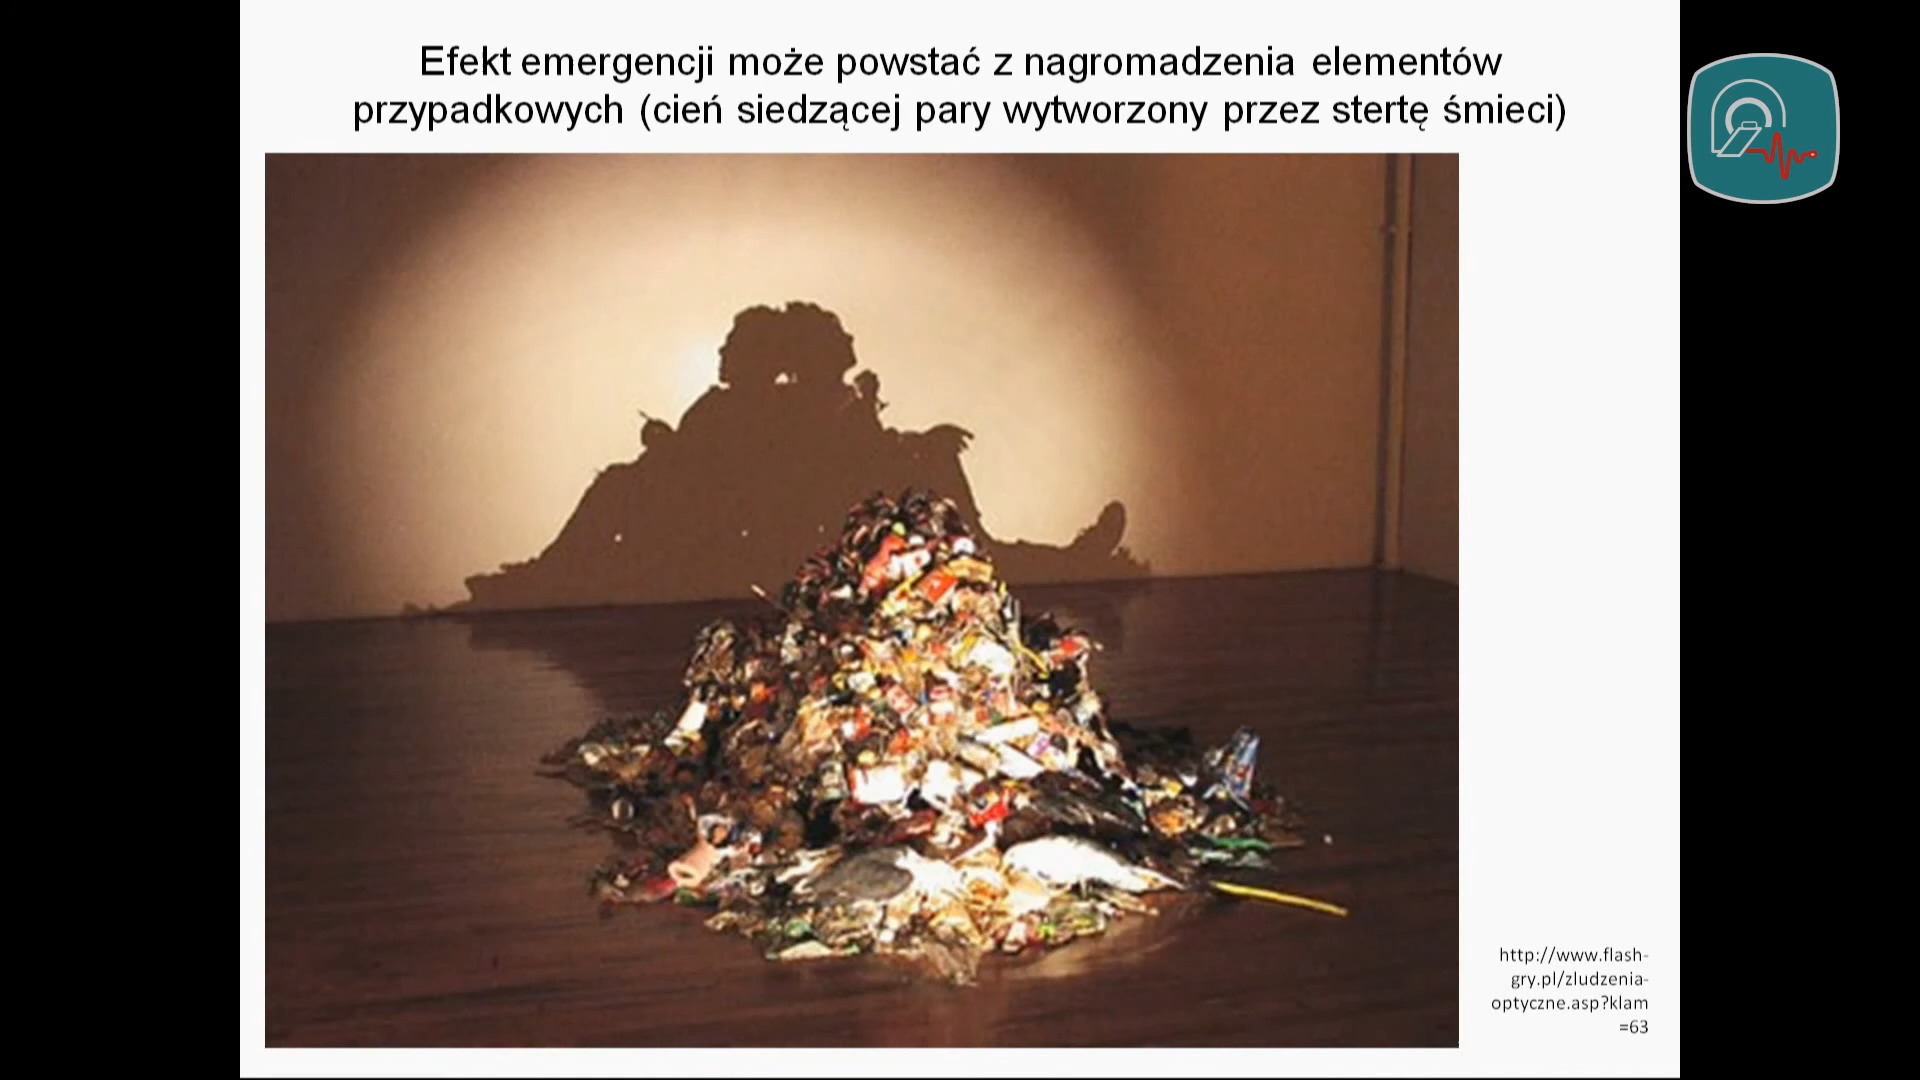 Efekt emergencji może powstać z nagromadzenia elementów
przypadkowych (cień siedzącej pary wytworzony przez stertę śmieci)
http://www.flash-
gry.pl/zludzenia-
optyczne.asp?klam
=63